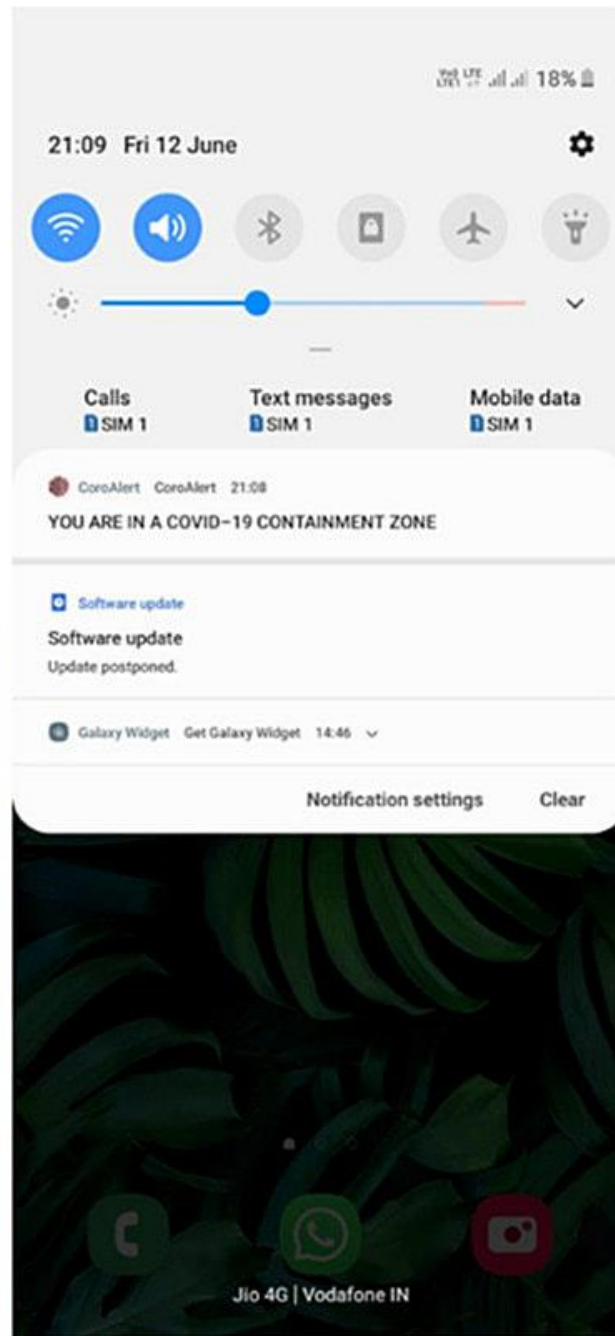 18%
21:09 Fri 12 June
Calls
SIM 1
Text messages
SIM 1
Mobile data
SIM 1
CoroAlert CoroAlert 21:08
YOU ARE IN A COVID-19 CONTAINMENT ZONE
Software update
Software update
Update postponed.
Galaxy Widget Get Galaxy Widget 14:46
Notification settings Clear
Jio 4G | Vodafone IN